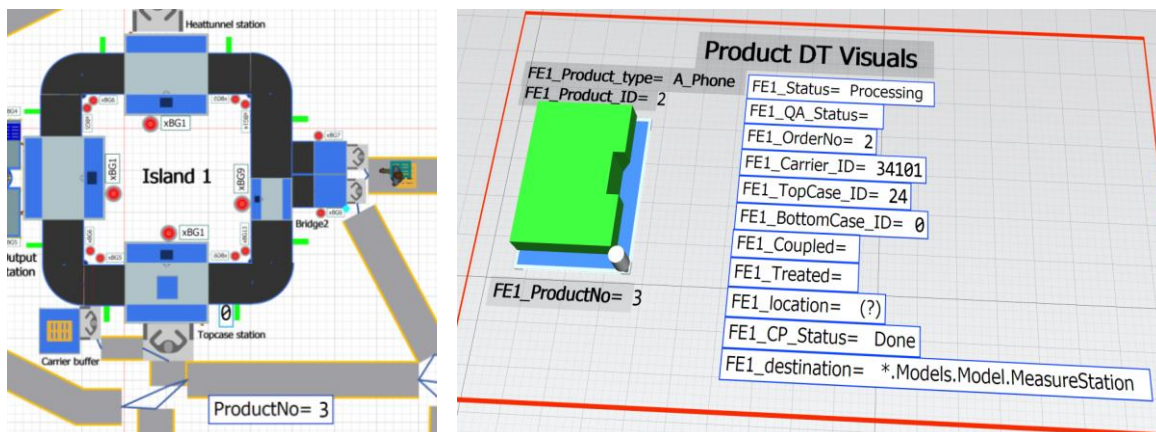 Heattunnel station
xBG1
xBG7
xBG1
Island 1
xBG9
xBG1
Bridge2
Output
station
0
Topcase station
Carrier buffer
ProductNo= 3
Product DT Visuals
FE1_Product_type= A_Phone
FE1_Product_ID= 2
FE1_Status= Processing
FE1_QA_Status=
FE1_OrderNo= 2
FE1_Carrier_ID= 34101
FE1_TopCase_ID= 24
FE1_BottomCase_ID= 0
FE1_Coupled=
FE1_Treated=
FE1_location= (?)
FE1_CP_Status= Done
FE1_destination= *.Models.Model.MeasureStation
FE1_ProductNo= 3